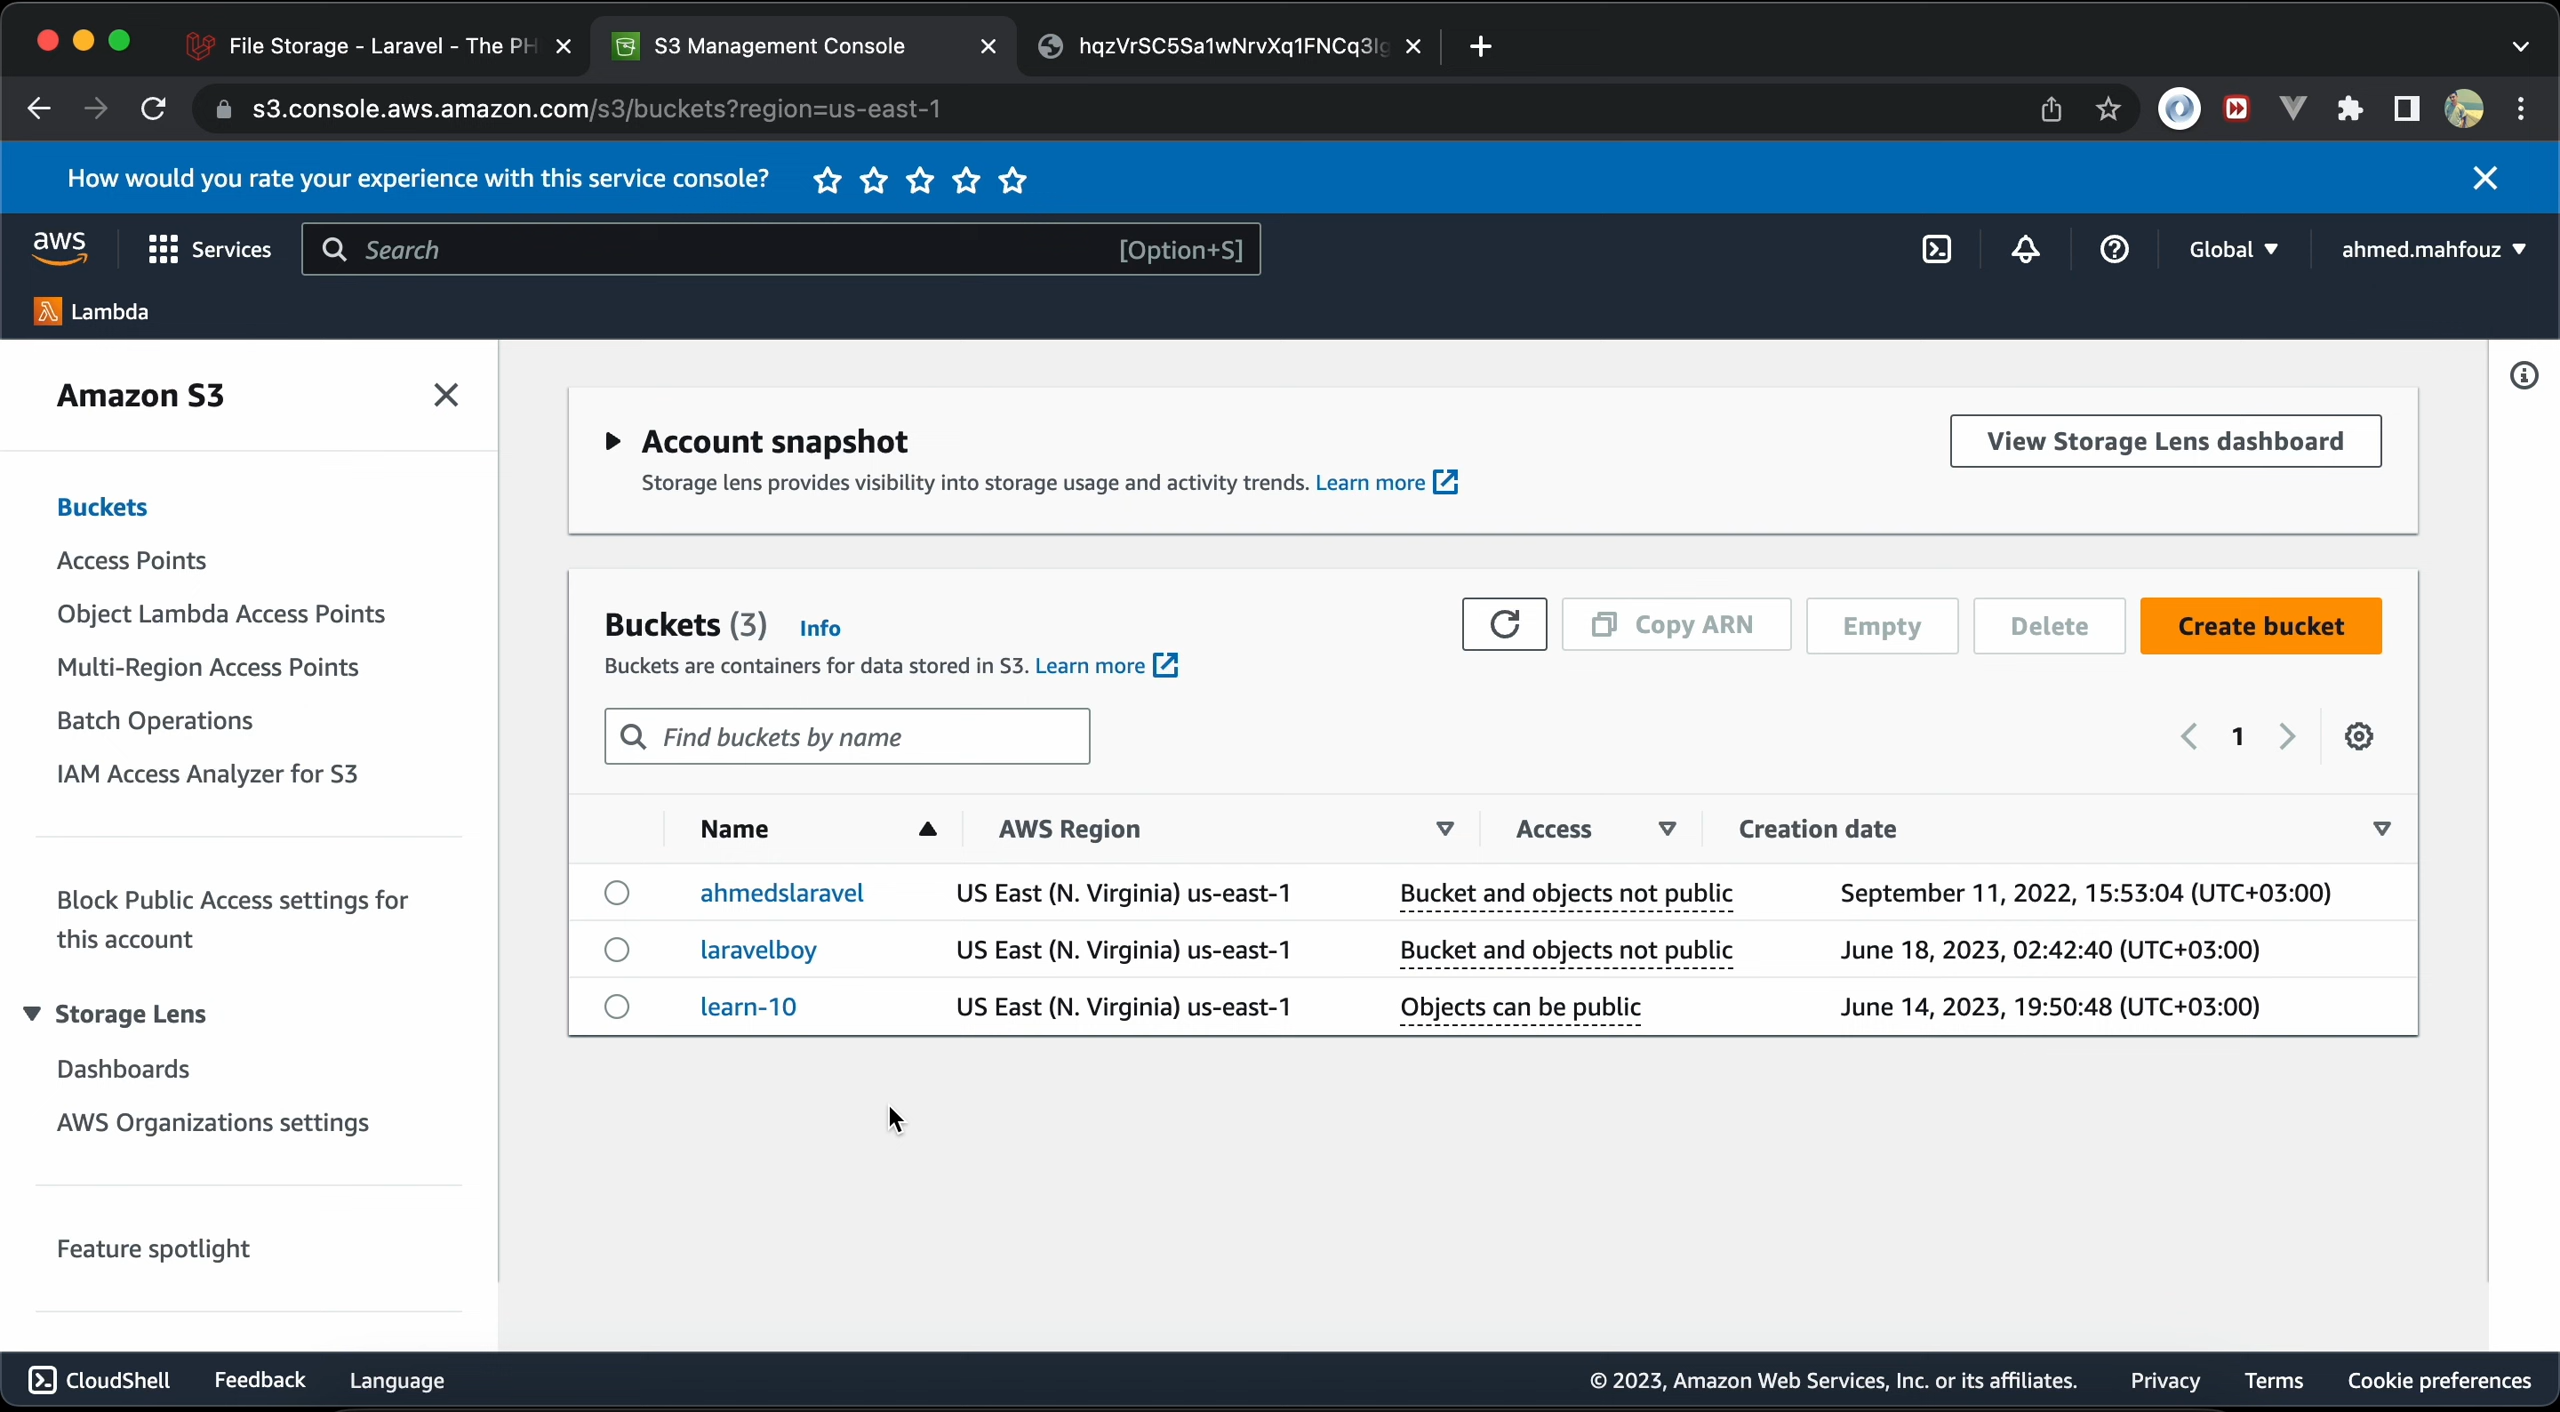 File Storage - Laravel - The PH
S3 Management Console
hqzVrSC5Sa1wNrvXq1FNCq3Ig
s3.console.aws.amazon.com/s3/buckets?region=us-east-1
How would you rate your experience with this service console?
aws
Services
Search
[Option+S]
Global
ahmed.mahfouz
Lambda
Amazon S3
Buckets
Access Points
Object Lambda Access Points
Multi-Region Access Points
Batch Operations
IAM Access Analyzer for S3
Block Public Access settings for
this account
Storage Lens
Dashboards
AWS Organizations settings
Feature spotlight
Account snapshot
View Storage Lens dashboard
Storage lens provides visibility into storage usage and activity trends. Learn more
Buckets (3) Info
Copy ARN
Empty
Delete
Create bucket
Buckets are containers for data stored in S3. Learn more
Find buckets by name
1
Name AWS Region Access Creation date
ahmedslaravel US East (N. Virginia) us-east-1 Bucket and objects not public September 11, 2022, 15:53:04 (UTC+03:00)
laravelboy US East (N. Virginia) us-east-1 Bucket and objects not public June 18, 2023, 02:42:40 (UTC+03:00)
learn-10 US East (N. Virginia) us-east-1 Objects can be public June 14, 2023, 19:50:48 (UTC+03:00)
CloudShell Feedback Language © 2023, Amazon Web Services, Inc. or its affiliates. Privacy Terms Cookie preferences